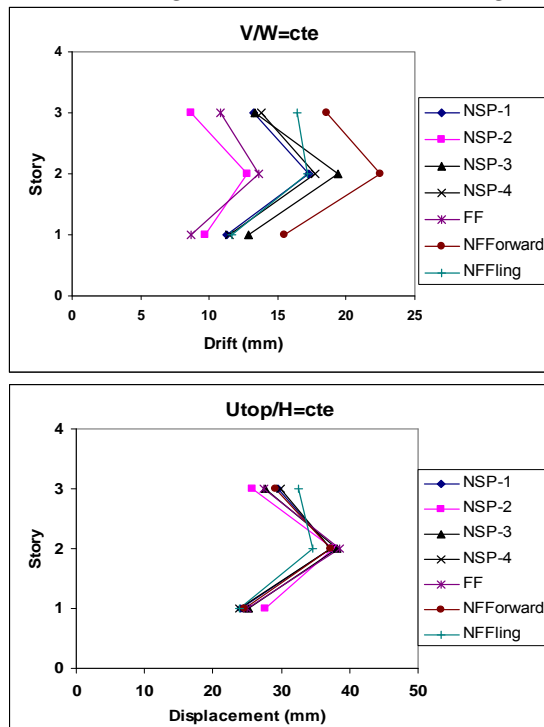 V/W=cte
4
3
2
1
0
Story
0 5 10 15 20 25
Drift (mm)
NSP-1
NSP-2
NSP-3
NSP-4
FF
NFForward
NFFling
Utop/H=cte
4
3
2
1
0
Story
0 10 20 30 40 50
Displacement (mm)
NSP-1
NSP-2
NSP-3
NSP-4
FF
NFForward
NFFling